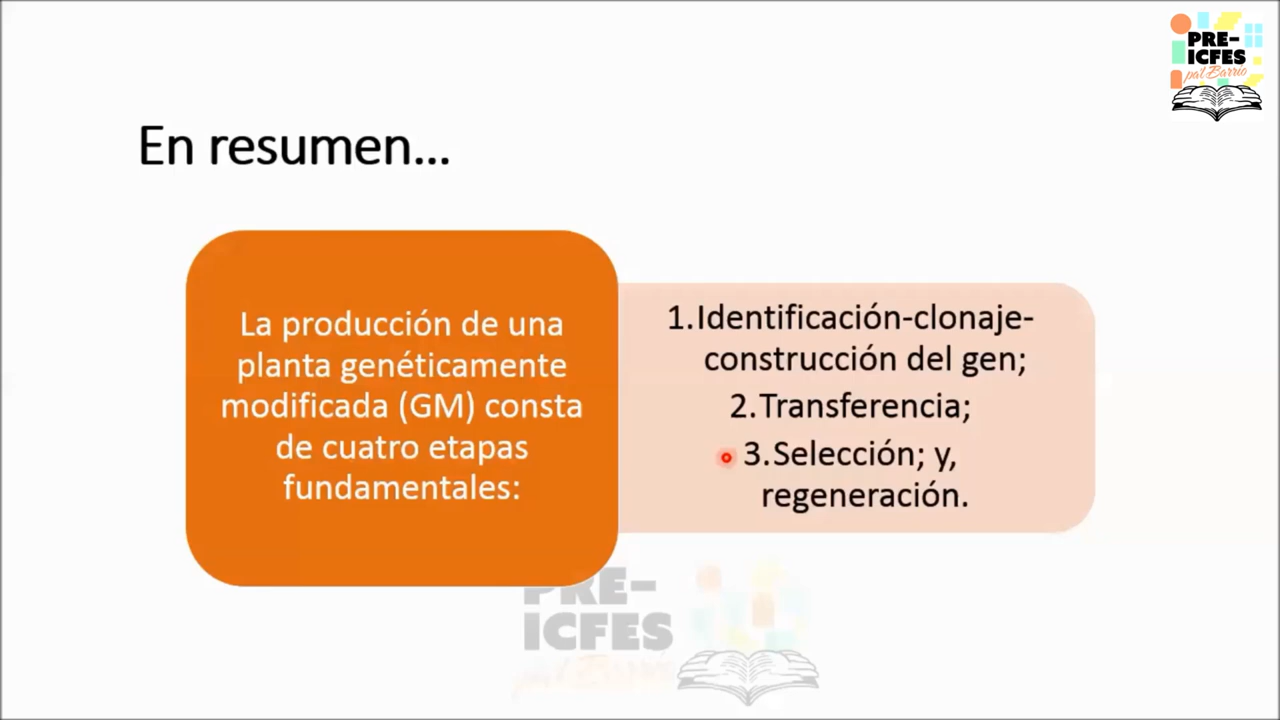 PRE-
ICFES
pa'l Barrio
En resumen...
La producción de una
planta genéticamente
modificada (GM) consta
de cuatro etapas
fundamentales:
1.Identificación-clonaje-
construcción del gen;
2.Transferencia;
3.Selección; y,
regeneración.
PRE-
ICFES